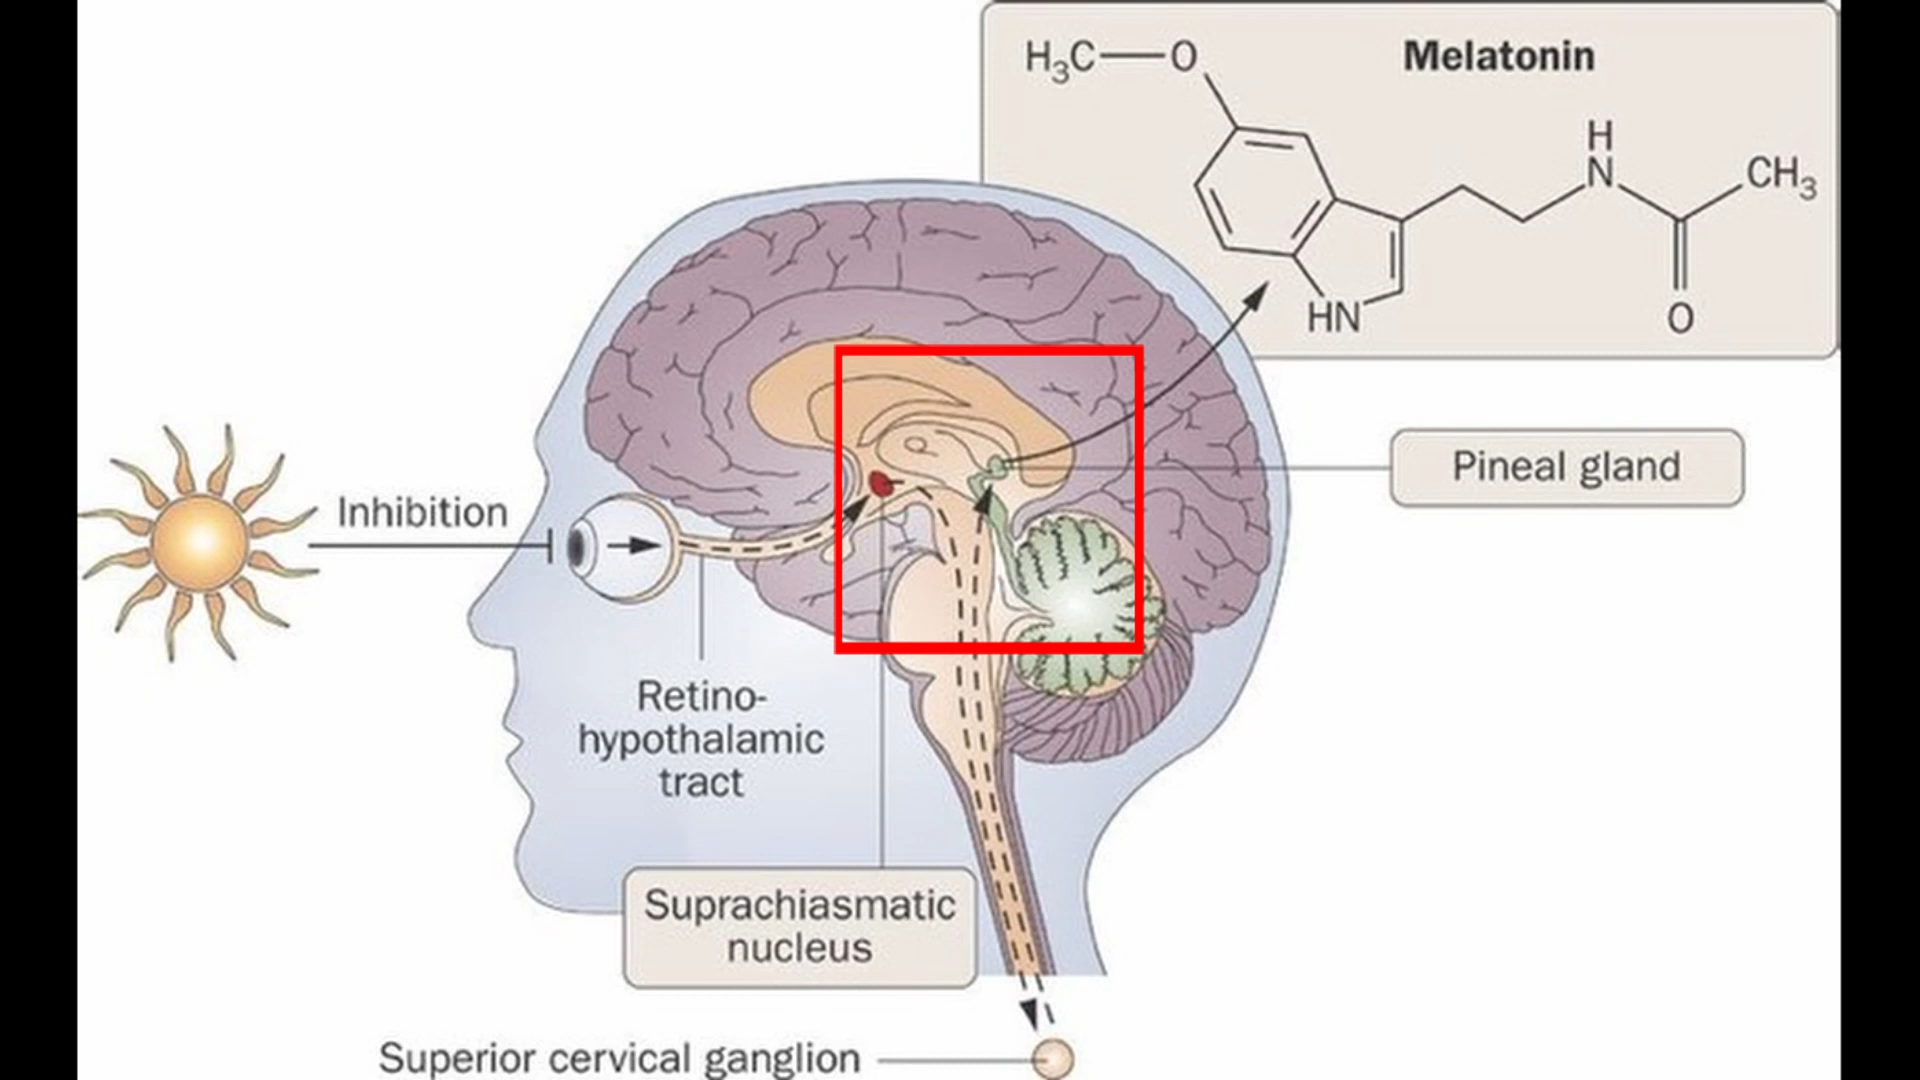 Melatonin
H₃C
O
H
N
CH₃
HN
O
Inhibition
Pineal gland
Retino-
hypothalamic
tract
Suprachiasmatic
nucleus
Superior cervical ganglion